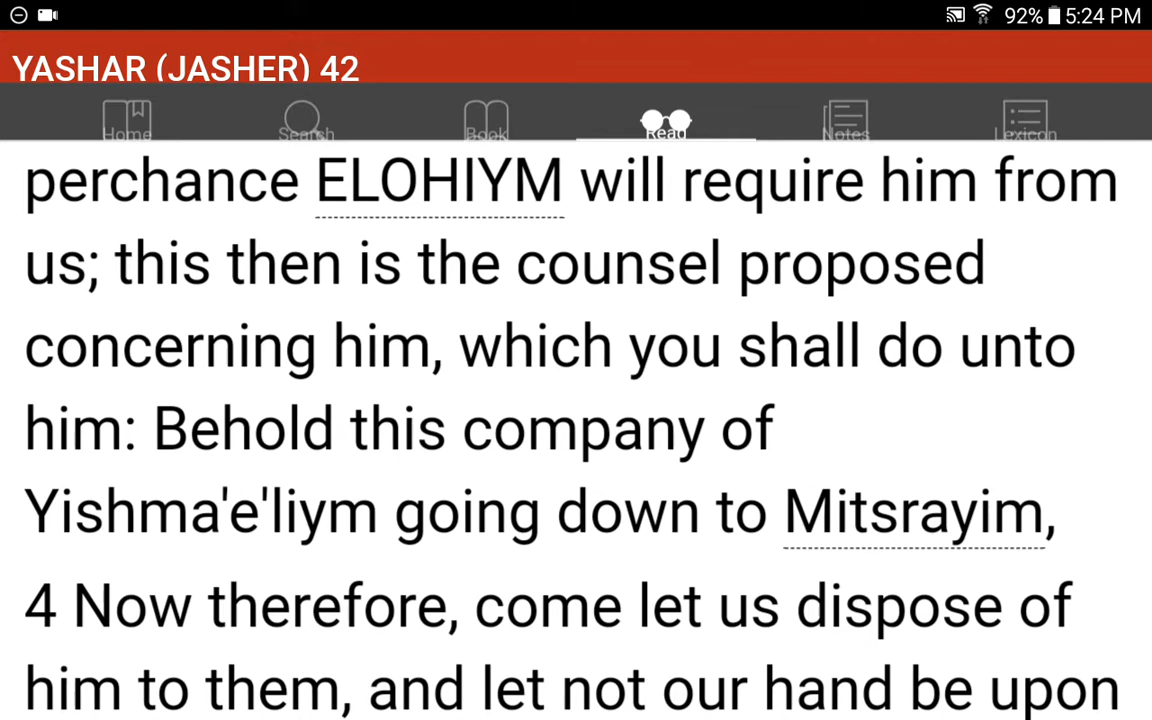 92% 5:24 PM
YASHAR (JASHER) 42
Home Search Book Read Notes Lexicon
perchance ELOHIYM will require him from
us; this then is the counsel proposed
concerning him, which you shall do unto
him: Behold this company of
Yishma'e'liym going down to Mitsrayim,
4 Now therefore, come let us dispose of
him to them, and let not our hand be upon